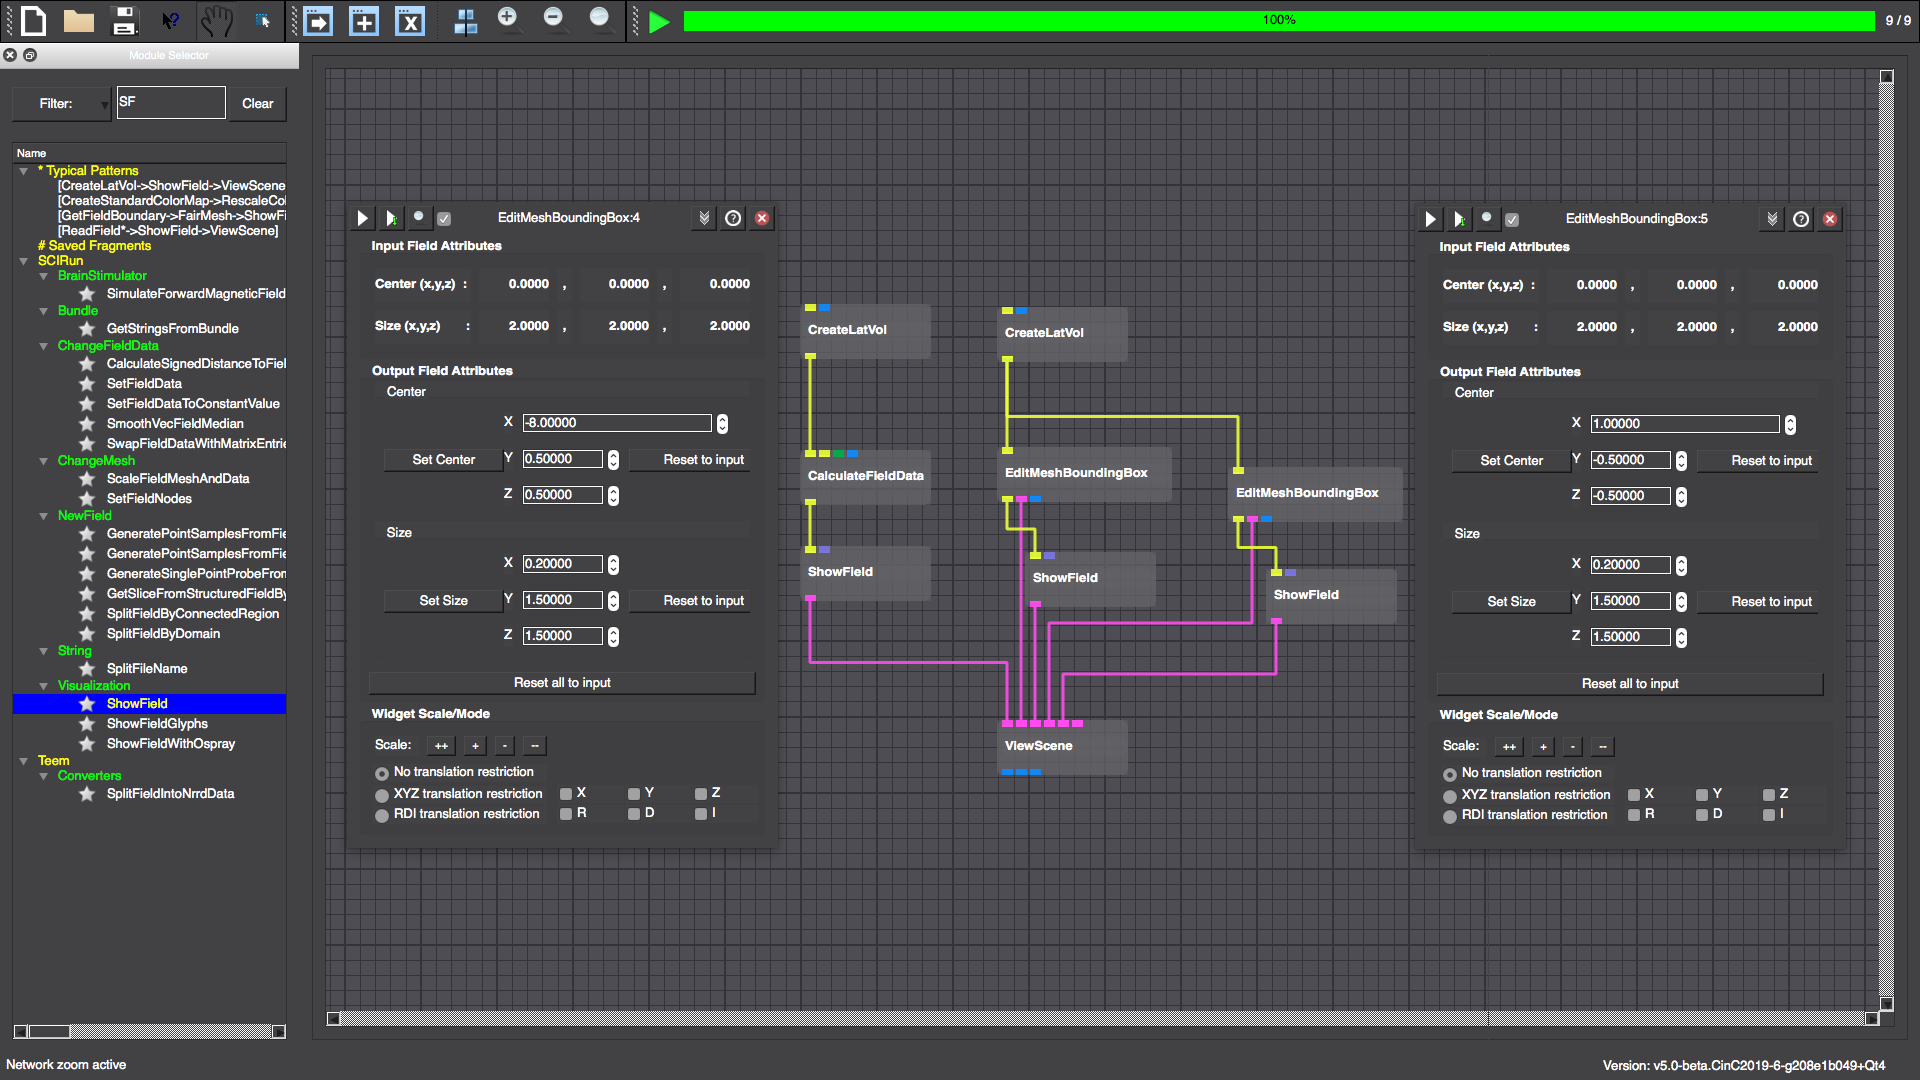 100%
9 / 9
Module Selector
Filter:
SF
Clear
Name
* Typical Patterns
[CreateLatVol->ShowField->ViewScene
[CreateStandardColorMap->RescaleCol
[GetFieldBoundary->FairMesh->ShowFi
[ReadField*->ShowField->ViewScene]
# Saved Fragments
SCIRun
BrainStimulator
SimulateForwardMagneticField
Bundle
GetStringsFromBundle
ChangeFieldData
CalculateSignedDistanceToFiel
SetFieldData
SetFieldDataToConstantValue
SmoothVecFieldMedian
SwapFieldDataWithMatrixEntrie
ChangeMesh
ScaleFieldMeshAndData
SetFieldNodes
NewField
GeneratePointSamplesFromFie
GeneratePointSamplesFromFie
GenerateSinglePointProbeFrom
GetSliceFromStructuredFieldBy
SplitFieldByConnectedRegion
SplitFieldByDomain
String
SplitFileName
Visualization
ShowField
ShowFieldGlyphs
ShowFieldWithOspray
Teem
Converters
SplitFieldIntoNrrdData
EditMeshBoundingBox:4
Input Field Attributes
Center (x,y,z) : 0.0000 , 0.0000 , 0.0000
Size (x,y,z) : 2.0000 , 2.0000 , 2.0000
Output Field Attributes
Center
X -8.00000
Set Center Y 0.50000 Reset to input
Z 0.50000
Size
X 0.20000
Set Size Y 1.50000 Reset to input
Z 1.50000
Reset all to input
Widget Scale/Mode
Scale: ++ + - --
No translation restriction
XYZ translation restriction X Y Z
RDI translation restriction R D I
CreateLatVol
CalculateFieldData
ShowField
CreateLatVol
EditMeshBoundingBox
ShowField
EditMeshBoundingBox
ShowField
ViewScene
EditMeshBoundingBox:5
Input Field Attributes
Center (x,y,z) : 0.0000 , 0.0000 , 0.0000
Size (x,y,z) : 2.0000 , 2.0000 , 2.0000
Output Field Attributes
Center
X 1.00000
Set Center Y -0.50000 Reset to input
Z -0.50000
Size
X 0.20000
Set Size Y 1.50000 Reset to input
Z 1.50000
Reset all to input
Widget Scale/Mode
Scale: ++ + - --
No translation restriction
XYZ translation restriction X Y Z
RDI translation restriction R D I
Network zoom active
Version: v5.0-beta.CinC2019-6-g208e1b049+Qt4